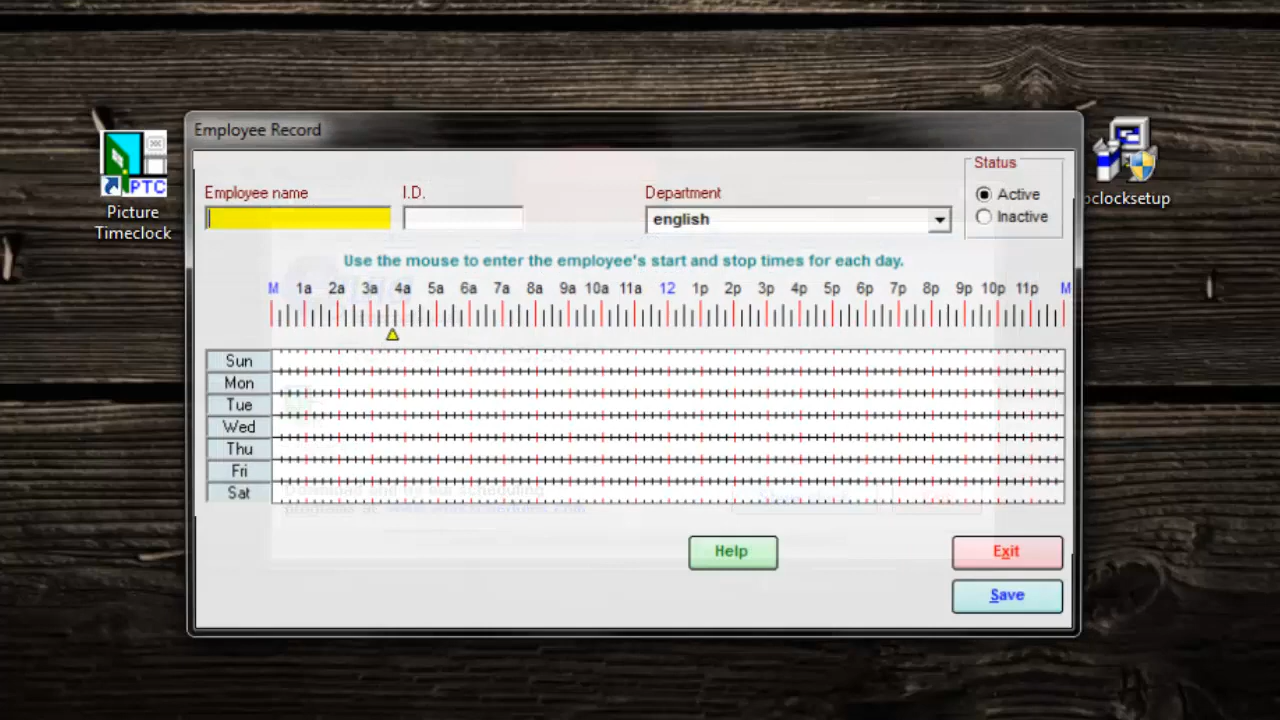 Employee Record
Status
Employee name
I.D.
Department
Active
Inactive
english
PTC
Picture
Timeclock
Use the mouse to enter the employee's start and stop times for each day.
M 1a 2a 3a 4a 5a 6a 7a 8a 9a 10a 11a 12 1p 2p 3p 4p 5p 6p 7p 8p 9p 10p 11p M
Sun
Mon
Tue
Wed
Thu
Fri
Sat
Help
Exit
Save